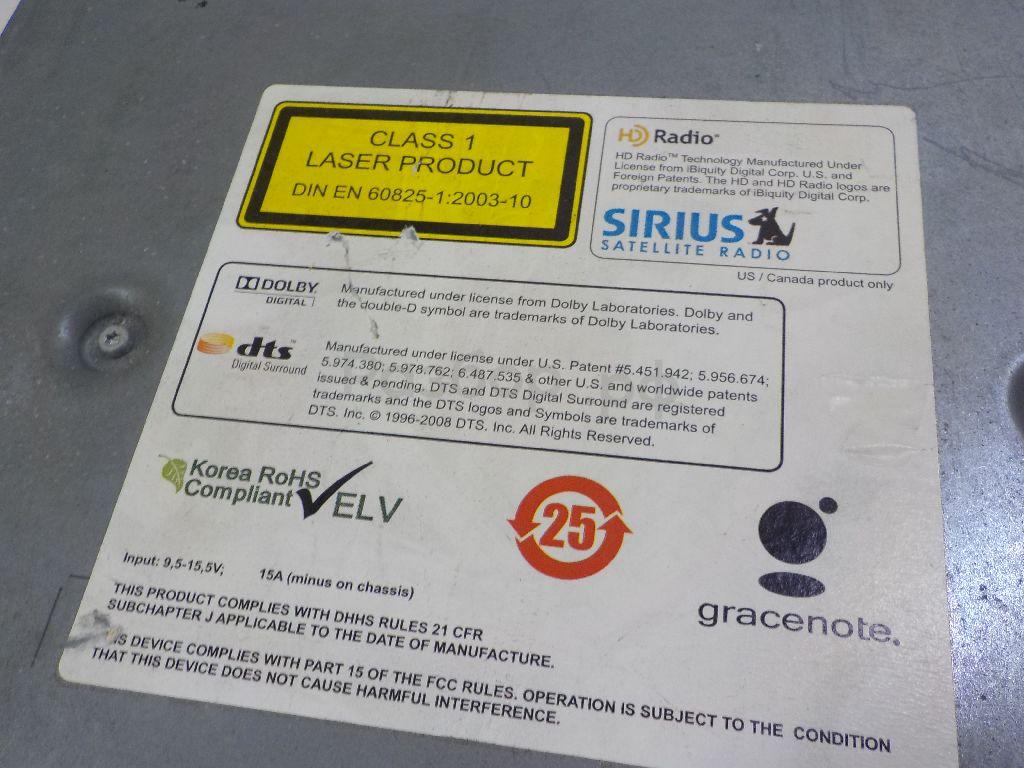 CLASS 1
LASER PRODUCT
DIN EN 60825-1:2003-10
HD Radio
HD Radio™ Technology Manufactured Under
License from iBiquity Digital Corp. U.S. and
Foreign Patents. The HD and HD Radio logos are
proprietary trademarks of iBiquity Digital Corp.
SIRIUS
SATELLITE RADIO
US / Canada product only
DOLBY
DIGITAL
Manufactured under license from Dolby Laboratories. Dolby and
the double-D symbol are trademarks of Dolby Laboratories.
dts™
Digital Surround
Manufactured under license under U.S. Patent #5.451.942; 5.956.674;
5.974.380; 5.978.762; 6.487.535 & other U.S. and worldwide patents
issued & pending. DTS and DTS Digital Surround are registered
trademarks and the DTS logos and Symbols are trademarks of
DTS. Inc. © 1996-2008 DTS. Inc. All Rights Reserved.
Korea RoHS
Compliant
ELV
25
gracenote.
Input: 9,5-15,5V; 15A (minus on chassis)
THIS PRODUCT COMPLIES WITH DHHS RULES 21 CFR
SUBCHAPTER J APPLICABLE TO THE DATE OF MANUFACTURE.
IS DEVICE COMPLIES WITH PART 15 OF THE FCC RULES. OPERATION IS SUBJECT TO THE CONDITION
THAT THIS DEVICE DOES NOT CAUSE HARMFUL INTERFERENCE.